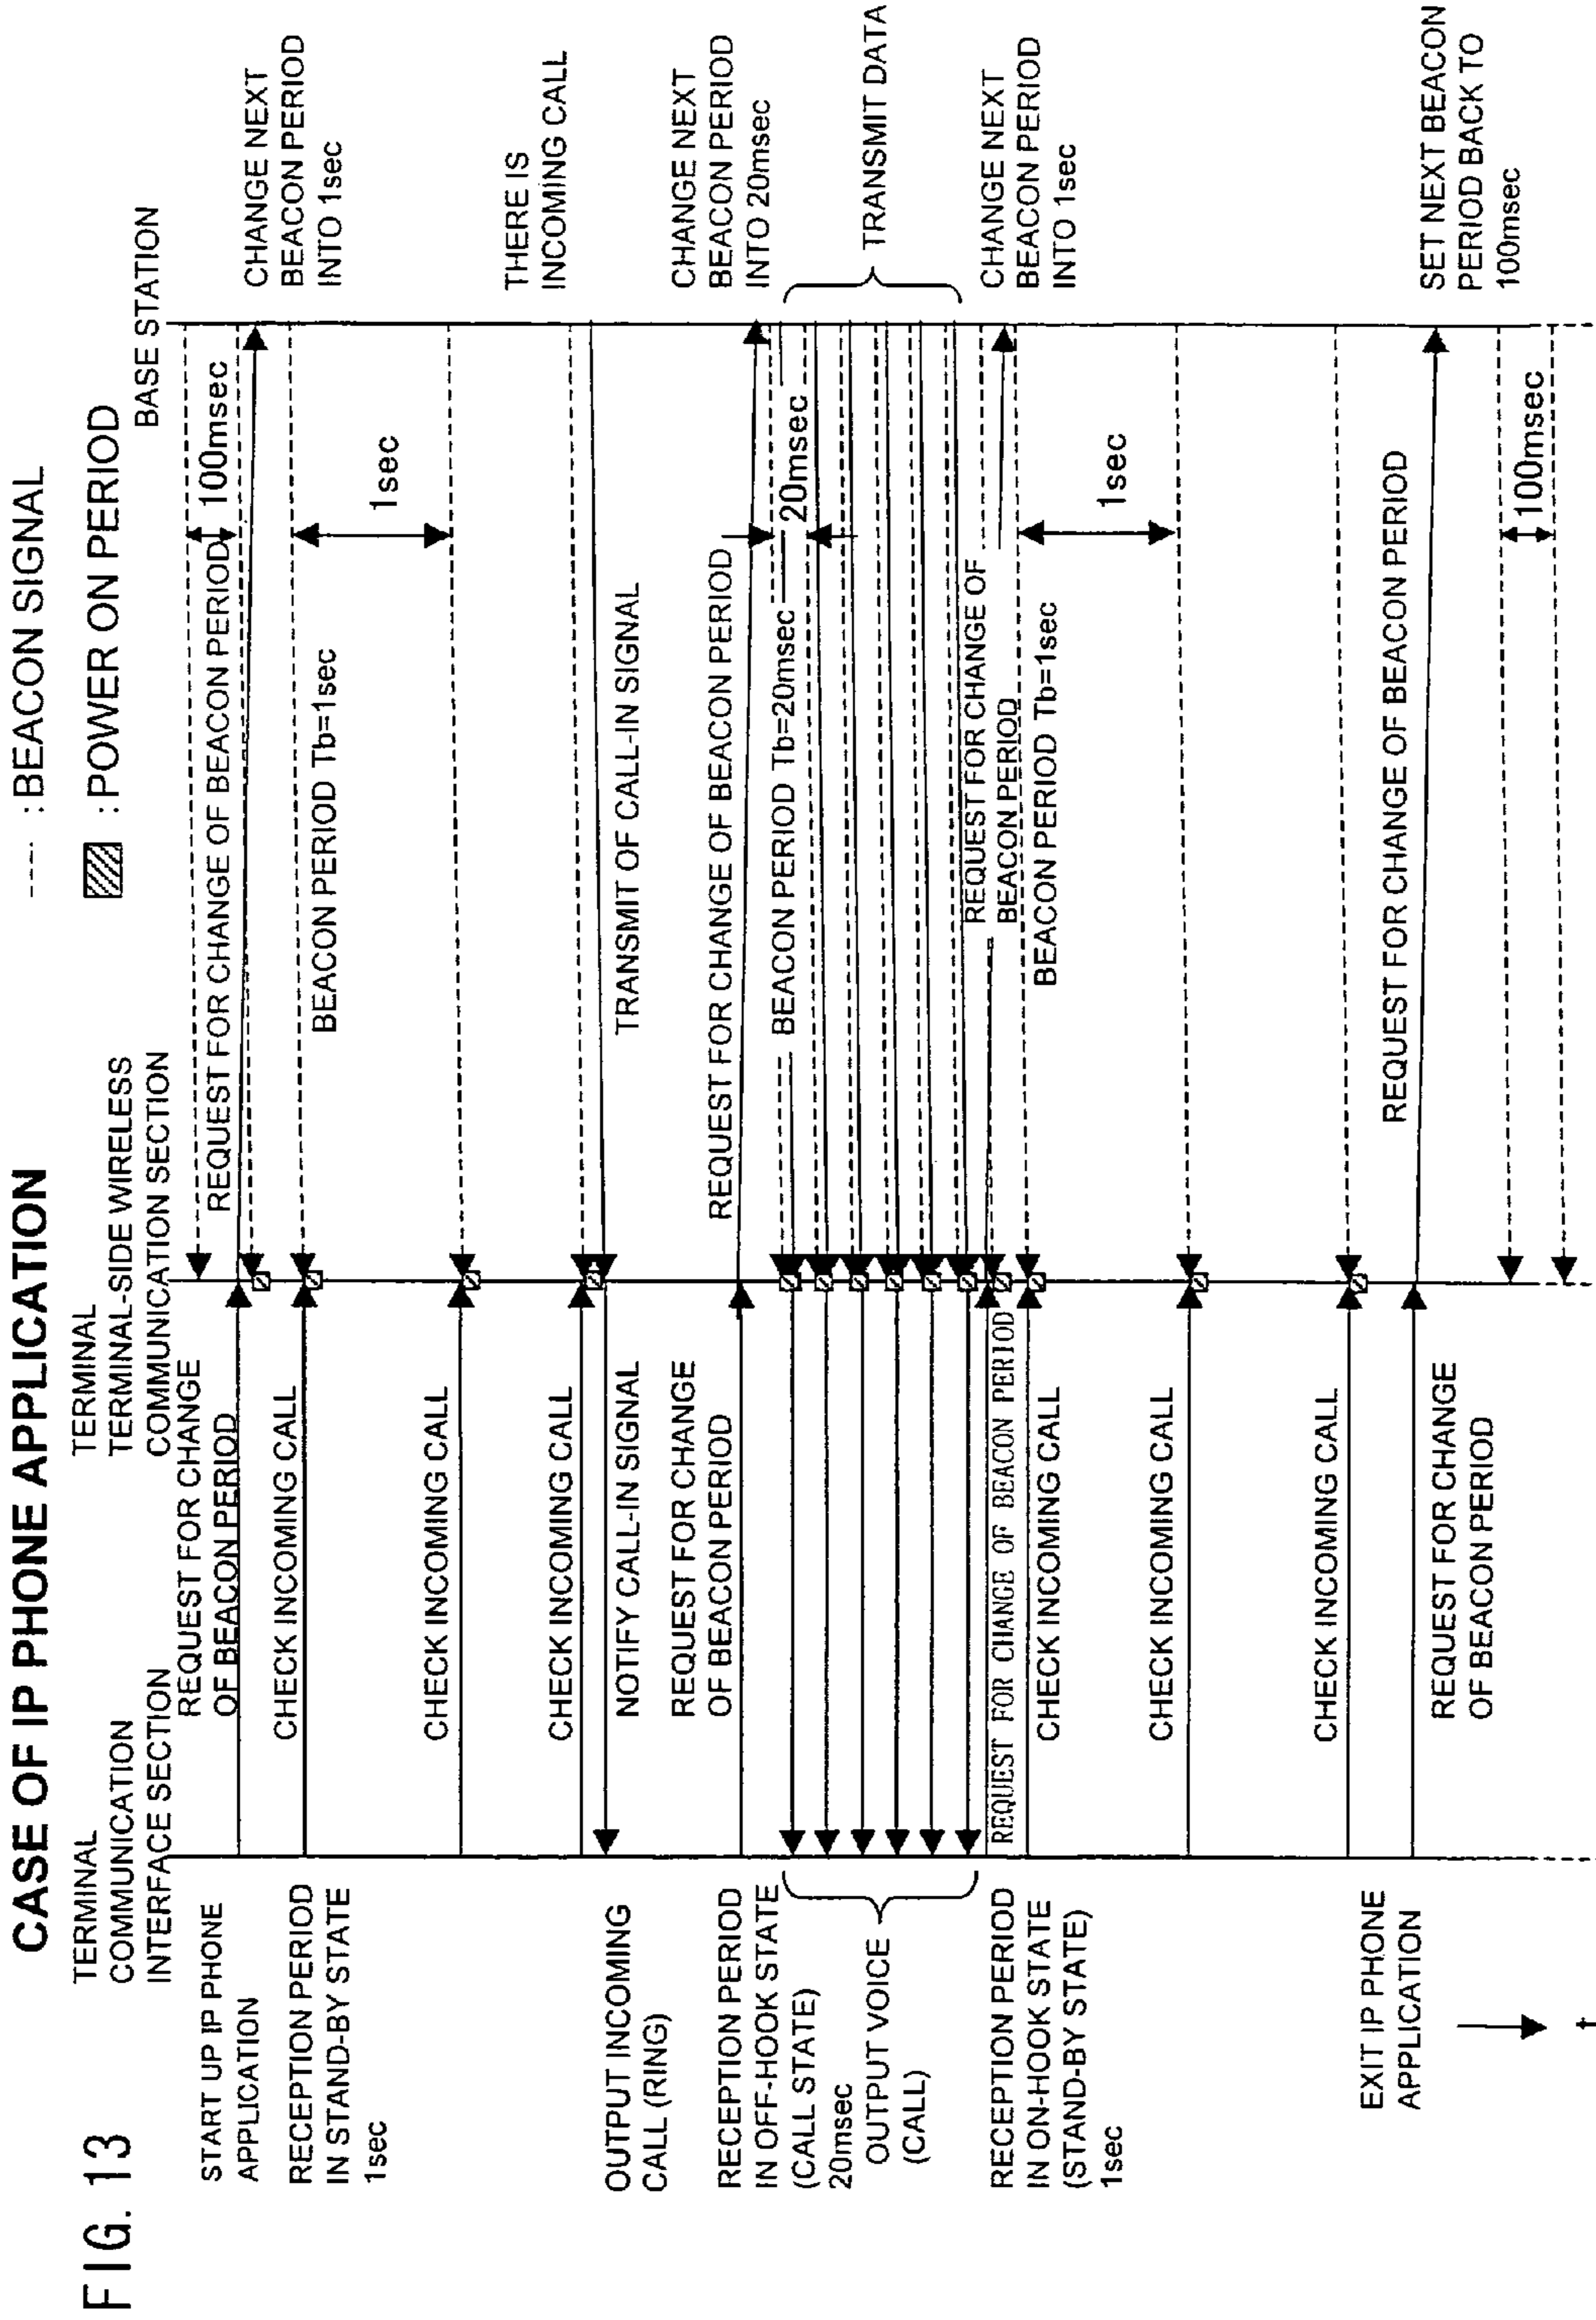 FIG. 13
CASE OF IP PHONE APPLICATION
---- : BEACON SIGNAL
: POWER ON PERIOD
TERMINAL
COMMUNICATION
INTERFACE SECTION
TERMINAL
TERMINAL-SIDE WIRELESS
COMMUNICATION SECTION
BASE STATION
START UP IP PHONE
APPLICATION
RECEPTION PERIOD
IN STAND-BY STATE
1sec
OUTPUT INCOMING
CALL (RING)
RECEPTION PERIOD
IN OFF-HOOK STATE
(CALL STATE)
20msec
OUTPUT VOICE
(CALL)
RECEPTION PERIOD
IN ON-HOOK STATE
(STAND-BY STATE)
1sec
EXIT IP PHONE
APPLICATION
t
REQUEST FOR CHANGE
OF BEACON PERIOD
CHECK INCOMING CALL
CHECK INCOMING CALL
CHECK INCOMING CALL
NOTIFY CALL-IN SIGNAL
REQUEST FOR CHANGE
OF BEACON PERIOD
REQUEST FOR CHANGE OF BEACON PERIOD
CHECK INCOMING CALL
CHECK INCOMING CALL
CHECK INCOMING CALL
REQUEST FOR CHANGE
OF BEACON PERIOD
100msec
REQUEST FOR CHANGE OF BEACON PERIOD
BEACON PERIOD Tb=1sec
1sec
TRANSMIT OF CALL-IN SIGNAL
REQUEST FOR CHANGE OF BEACON PERIOD
BEACON PERIOD Tb=20msec
20msec
REQUEST FOR CHANGE OF
BEACON PERIOD
BEACON PERIOD Tb=1sec
1sec
REQUEST FOR CHANGE OF BEACON PERIOD
100msec
CHANGE NEXT
BEACON PERIOD
INTO 1sec
THERE IS
INCOMING CALL
CHANGE NEXT
BEACON PERIOD
INTO 20msec
TRANSMIT DATA
CHANGE NEXT
BEACON PERIOD
INTO 1sec
SET NEXT BEACON
PERIOD BACK TO
100msec